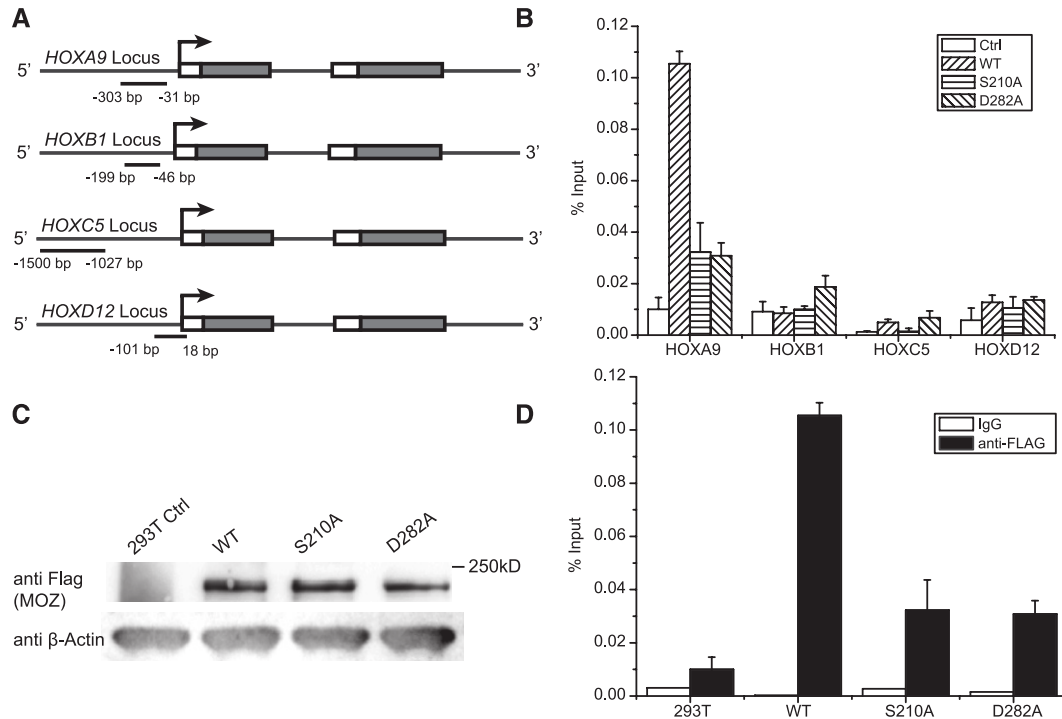 A
HOXA9 Locus
5’ 3’
-303 bp -31 bp
HOXB1 Locus
5’ 3’
-199 bp -46 bp
HOXC5 Locus
5’ 3’
-1500 bp -1027 bp
HOXD12 Locus
5’ 3’
-101 bp 18 bp
B
Ctrl
WT
S210A
D282A
% Input
0.12
0.10
0.08
0.06
0.04
0.02
0.00
HOXA9 HOXB1 HOXC5 HOXD12
C
293T Ctrl WT S210A D282A
250kD
anti Flag
(MOZ)
anti β-Actin
D
IgG
anti-FLAG
% Input
0.12
0.10
0.08
0.06
0.04
0.02
0.00
293T WT S210A D282A